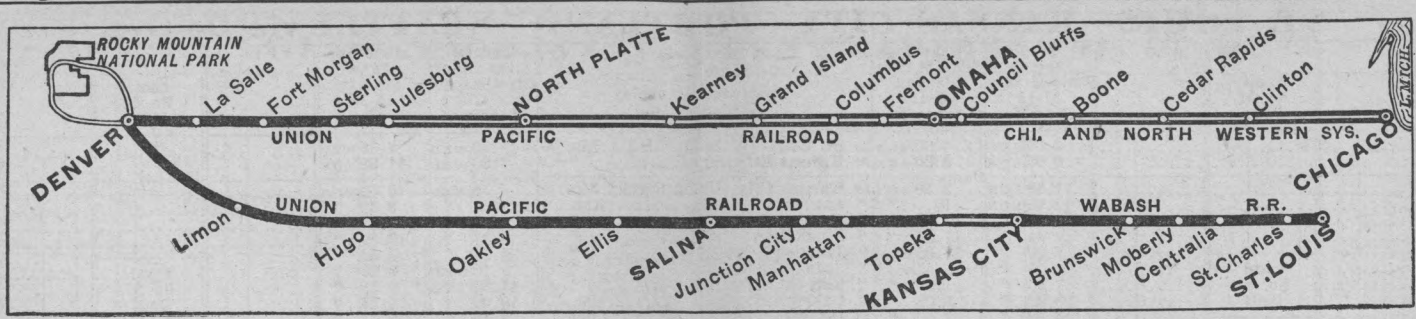 ROCKY MOUNTAIN
NATIONAL PARK
DENVER
La Salle
Fort Morgan
Sterling
Julesburg
NORTH PLATTE
Kearney
Grand Island
Columbus
Fremont
OMAHA
Council Bluffs
Boone
Cedar Rapids
Clinton
CHICAGO
L. MICH.
UNION PACIFIC RAILROAD CHI. AND NORTH WESTERN SYS.
UNION PACIFIC RAILROAD WABASH R.R.
Limon
Hugo
Oakley
Ellis
SALINA
Junction City
Manhattan
Topeka
KANSAS CITY
Brunswick
Moberly
Centralia
St. Charles
ST. LOUIS